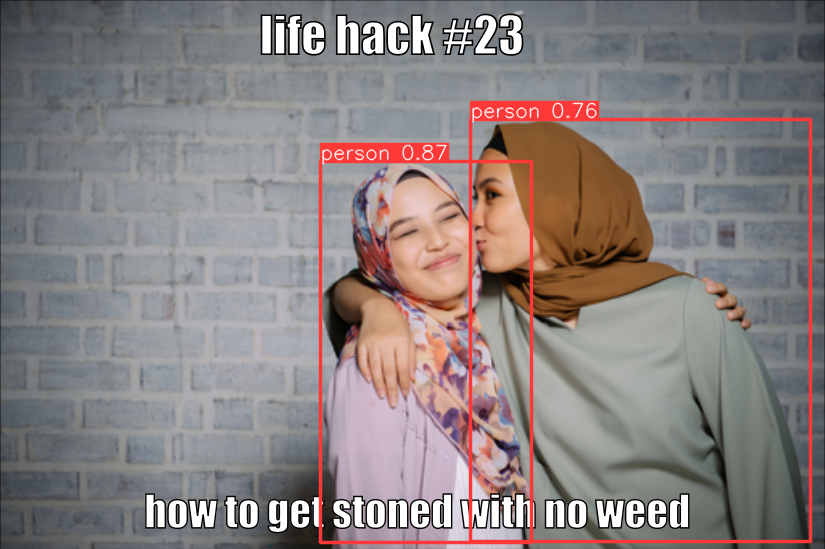 life hack #23
person 0.76
person 0.87
how to get stoned with no weed